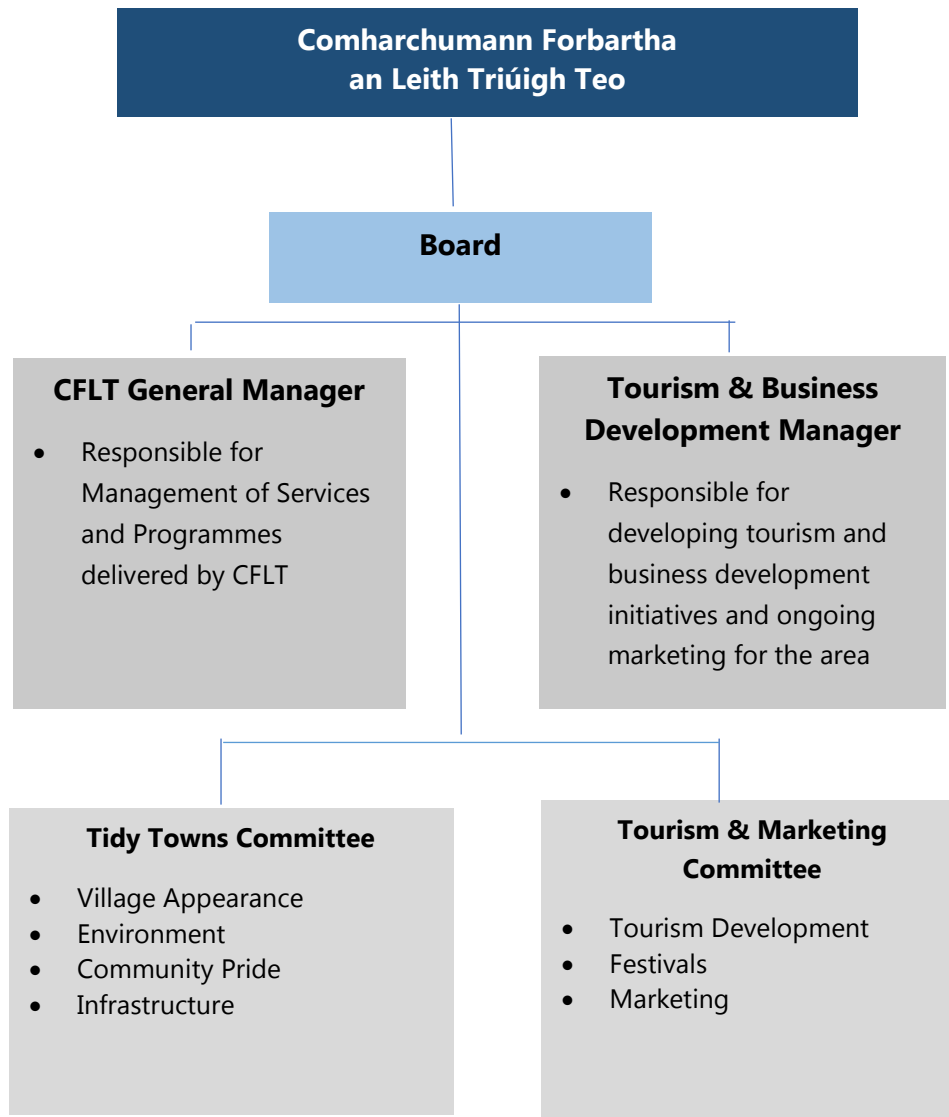 Comharchumann Forbartha
an Leith Triúigh Teo
Board
CFLT General Manager
• Responsible for
Management of Services
and Programmes
delivered by CFLT
Tourism & Business
Development Manager
• Responsible for
developing tourism and
business development
initiatives and ongoing
marketing for the area
Tidy Towns Committee
• Village Appearance
• Environment
• Community Pride
• Infrastructure
Tourism & Marketing
Committee
• Tourism Development
• Festivals
• Marketing